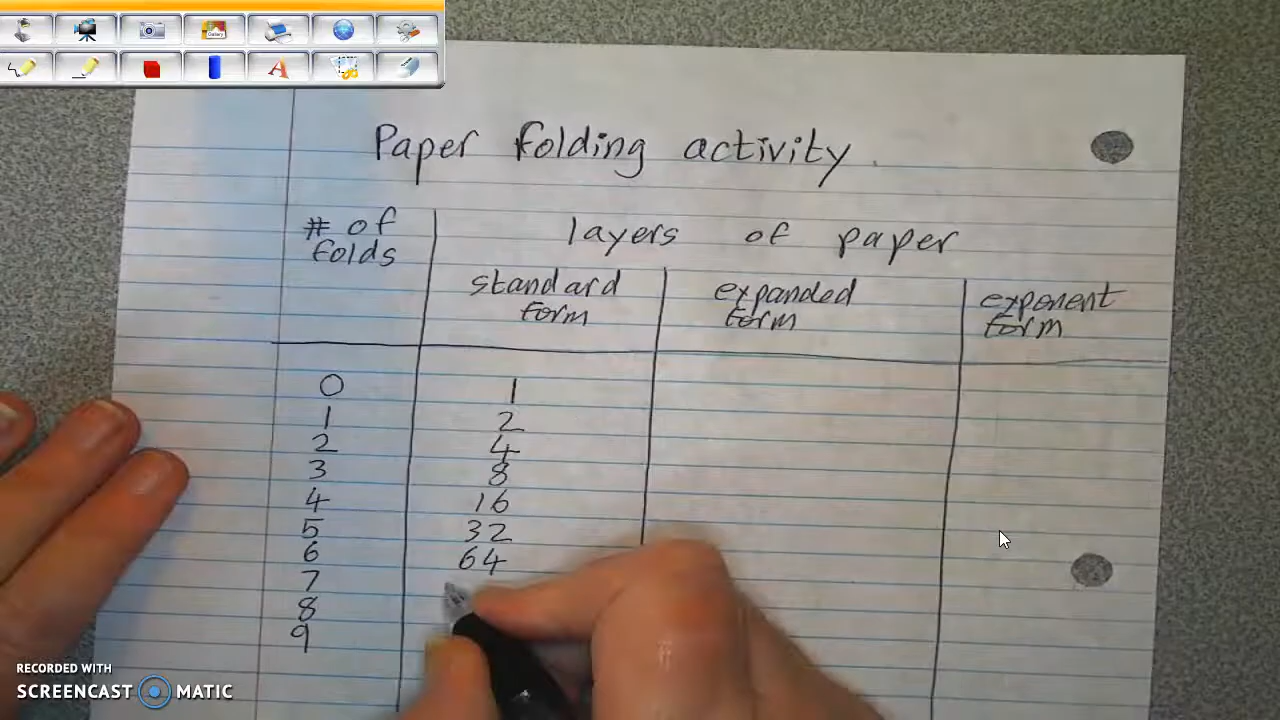 Paper folding activity.
# of folds
layers of paper
standard form
expanded form
exponent form
0 1
1 2
2 4
3 8
4 16
5 32
6 64
7
8
9
RECORDED WITH
SCREENCAST MATIC